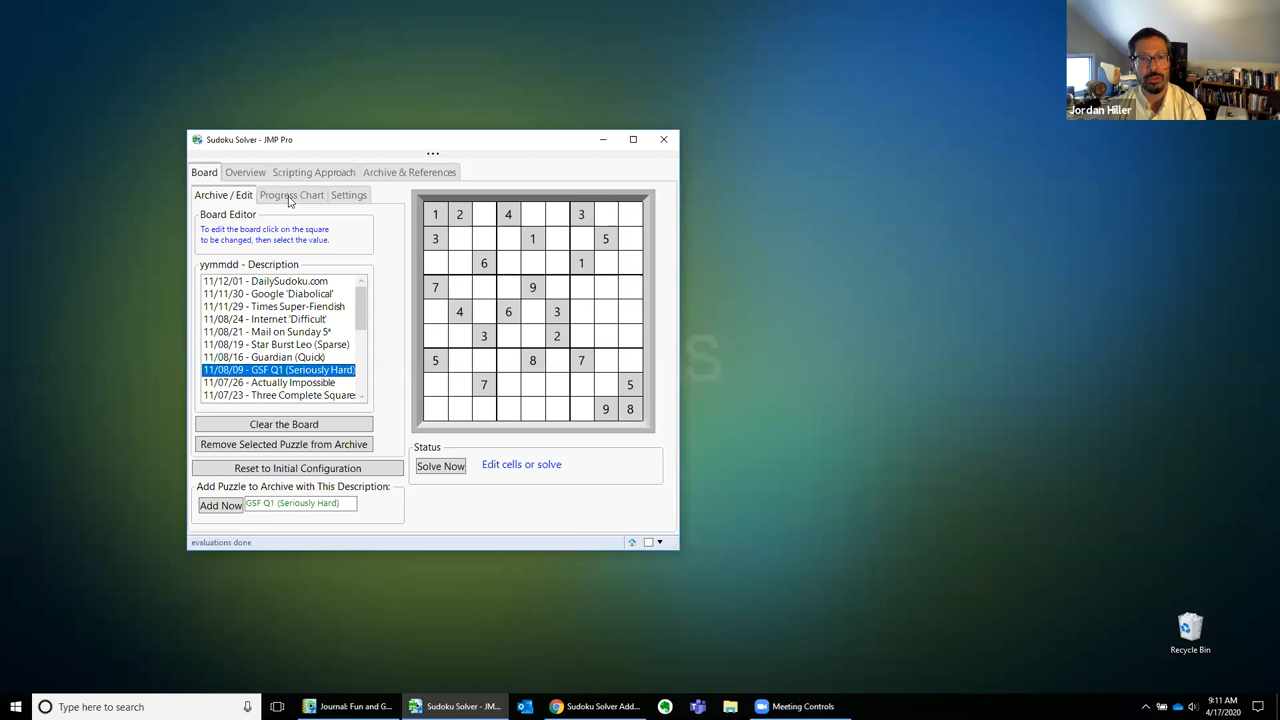 Jordan Hiller
Sudoku Solver - JMP Pro
Board Overview Scripting Approach Archive & References
Archive / Edit Progress Chart Settings
Board Editor
To edit the board click on the square
to be changed, then select the value.
yymmdd - Description
11/12/01 - DailySudoku.com
11/11/30 - Google 'Diabolical'
11/11/29 - Times Super-Fiendish
11/08/24 - Internet 'Difficult'
11/08/21 - Mail on Sunday 5*
11/08/19 - Star Burst Leo (Sparse)
11/08/16 - Guardian (Quick)
11/08/09 - GSF Q1 (Seriously Hard)
11/07/26 - Actually Impossible
11/07/23 - Three Complete Square
Clear the Board
Remove Selected Puzzle from Archive
Reset to Initial Configuration
Add Puzzle to Archive with This Description:
Add Now GSF Q1 (Seriously Hard)
1 2 4 3
3 1 5
6 1
7 9
4 6 3
3 2
5 8 7
7 5
9 8
Status
Solve Now Edit cells or solve
evaluations done
S
Recycle Bin
Type here to search
Journal: Fun and G...
Sudoku Solver - JM...
Sudoku Solver Add...
Meeting Controls
9:11 AM
4/17/2020